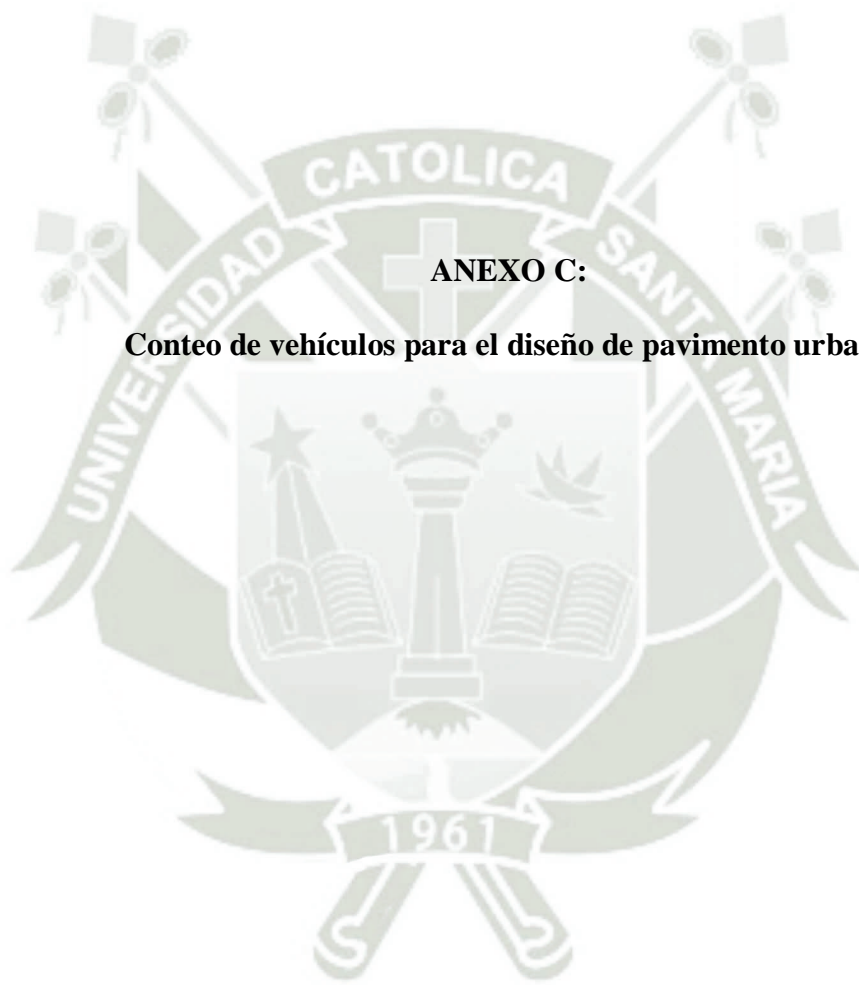 CATOLICA
UNIVERSIDAD
SANTA MARIA
ANEXO C:
Conteo de vehículos para el diseño de pavimento urba
1961